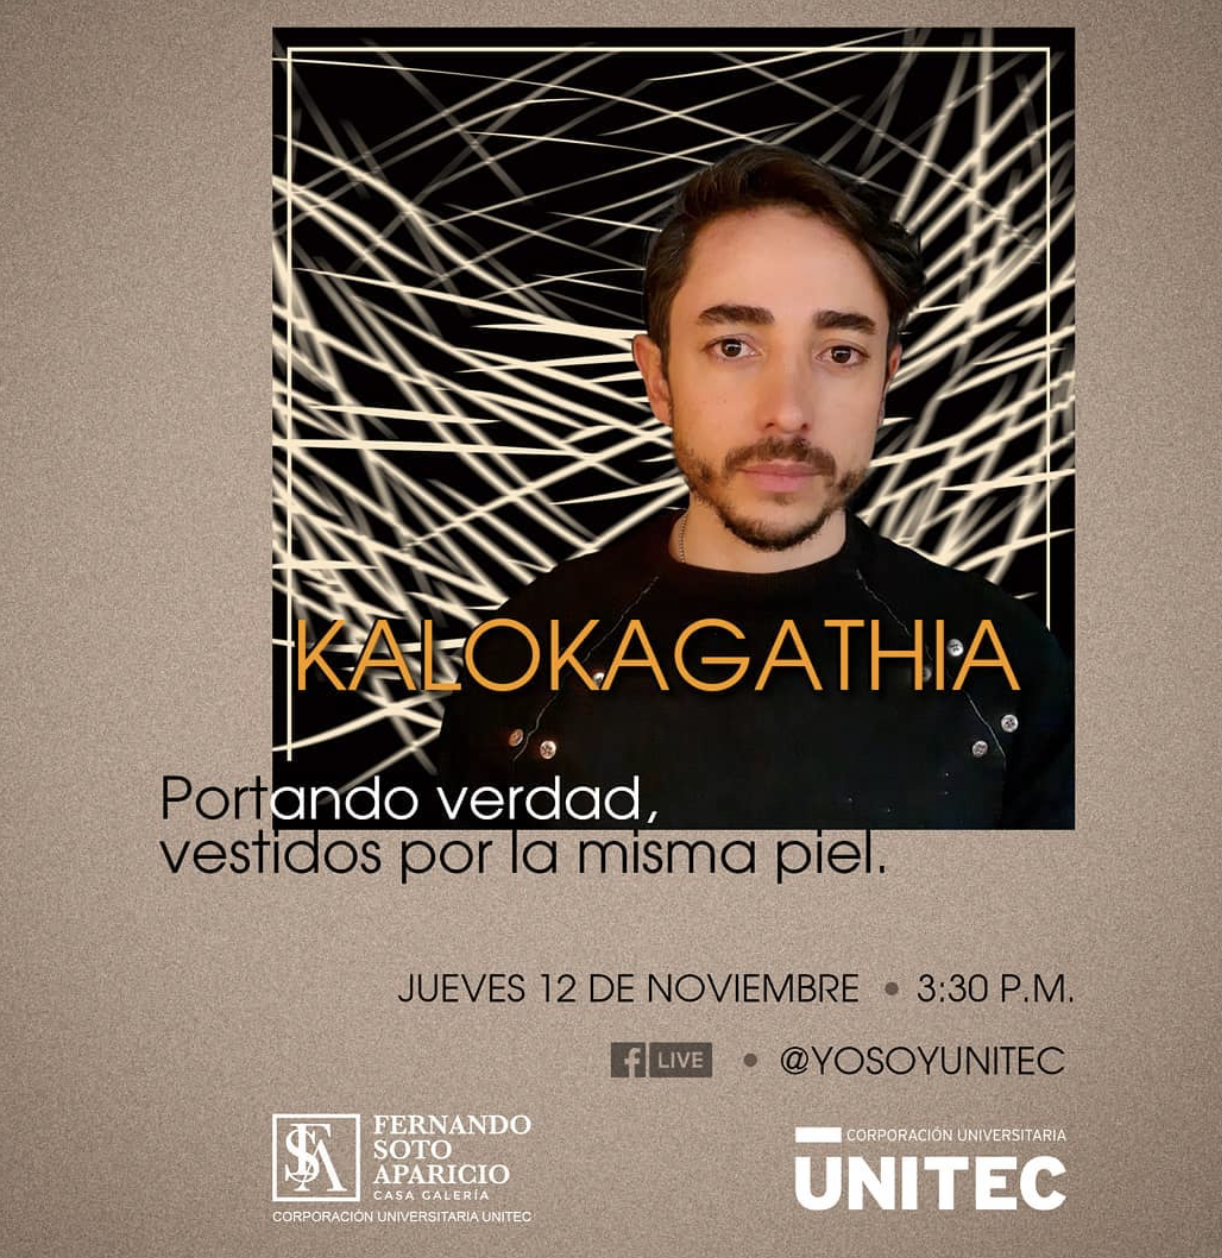 KALOKAGATHIA
Portando verdad,
vestidos por la misma piel.
JUEVES 12 DE NOVIEMBRE • 3:30 P.M.
f LIVE • @YOSOYUNITEC
FSA
FERNANDO
SOTO
APARICIO
CASA GALERÍA
CORPORACIÓN UNIVERSITARIA UNITEC
CORPORACIÓN UNIVERSITARIA
UNITEC